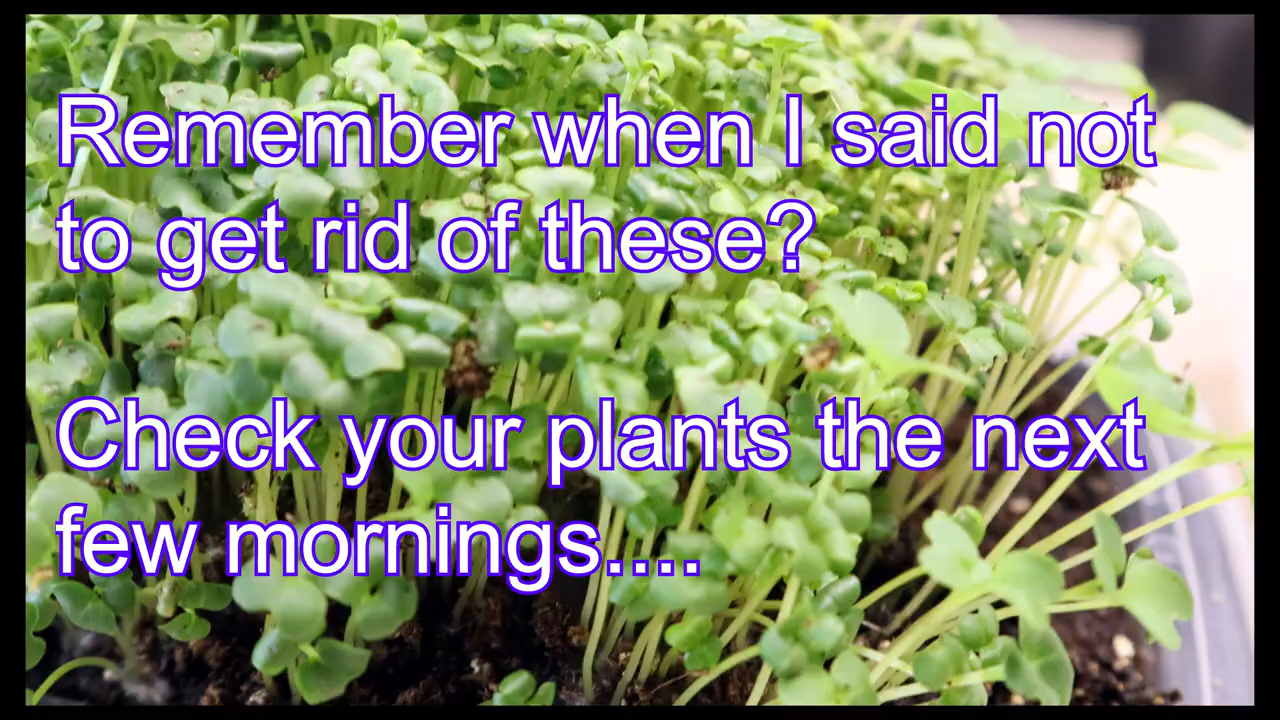 Remember when I said not
to get rid of these?
Check your plants the next
few mornings....